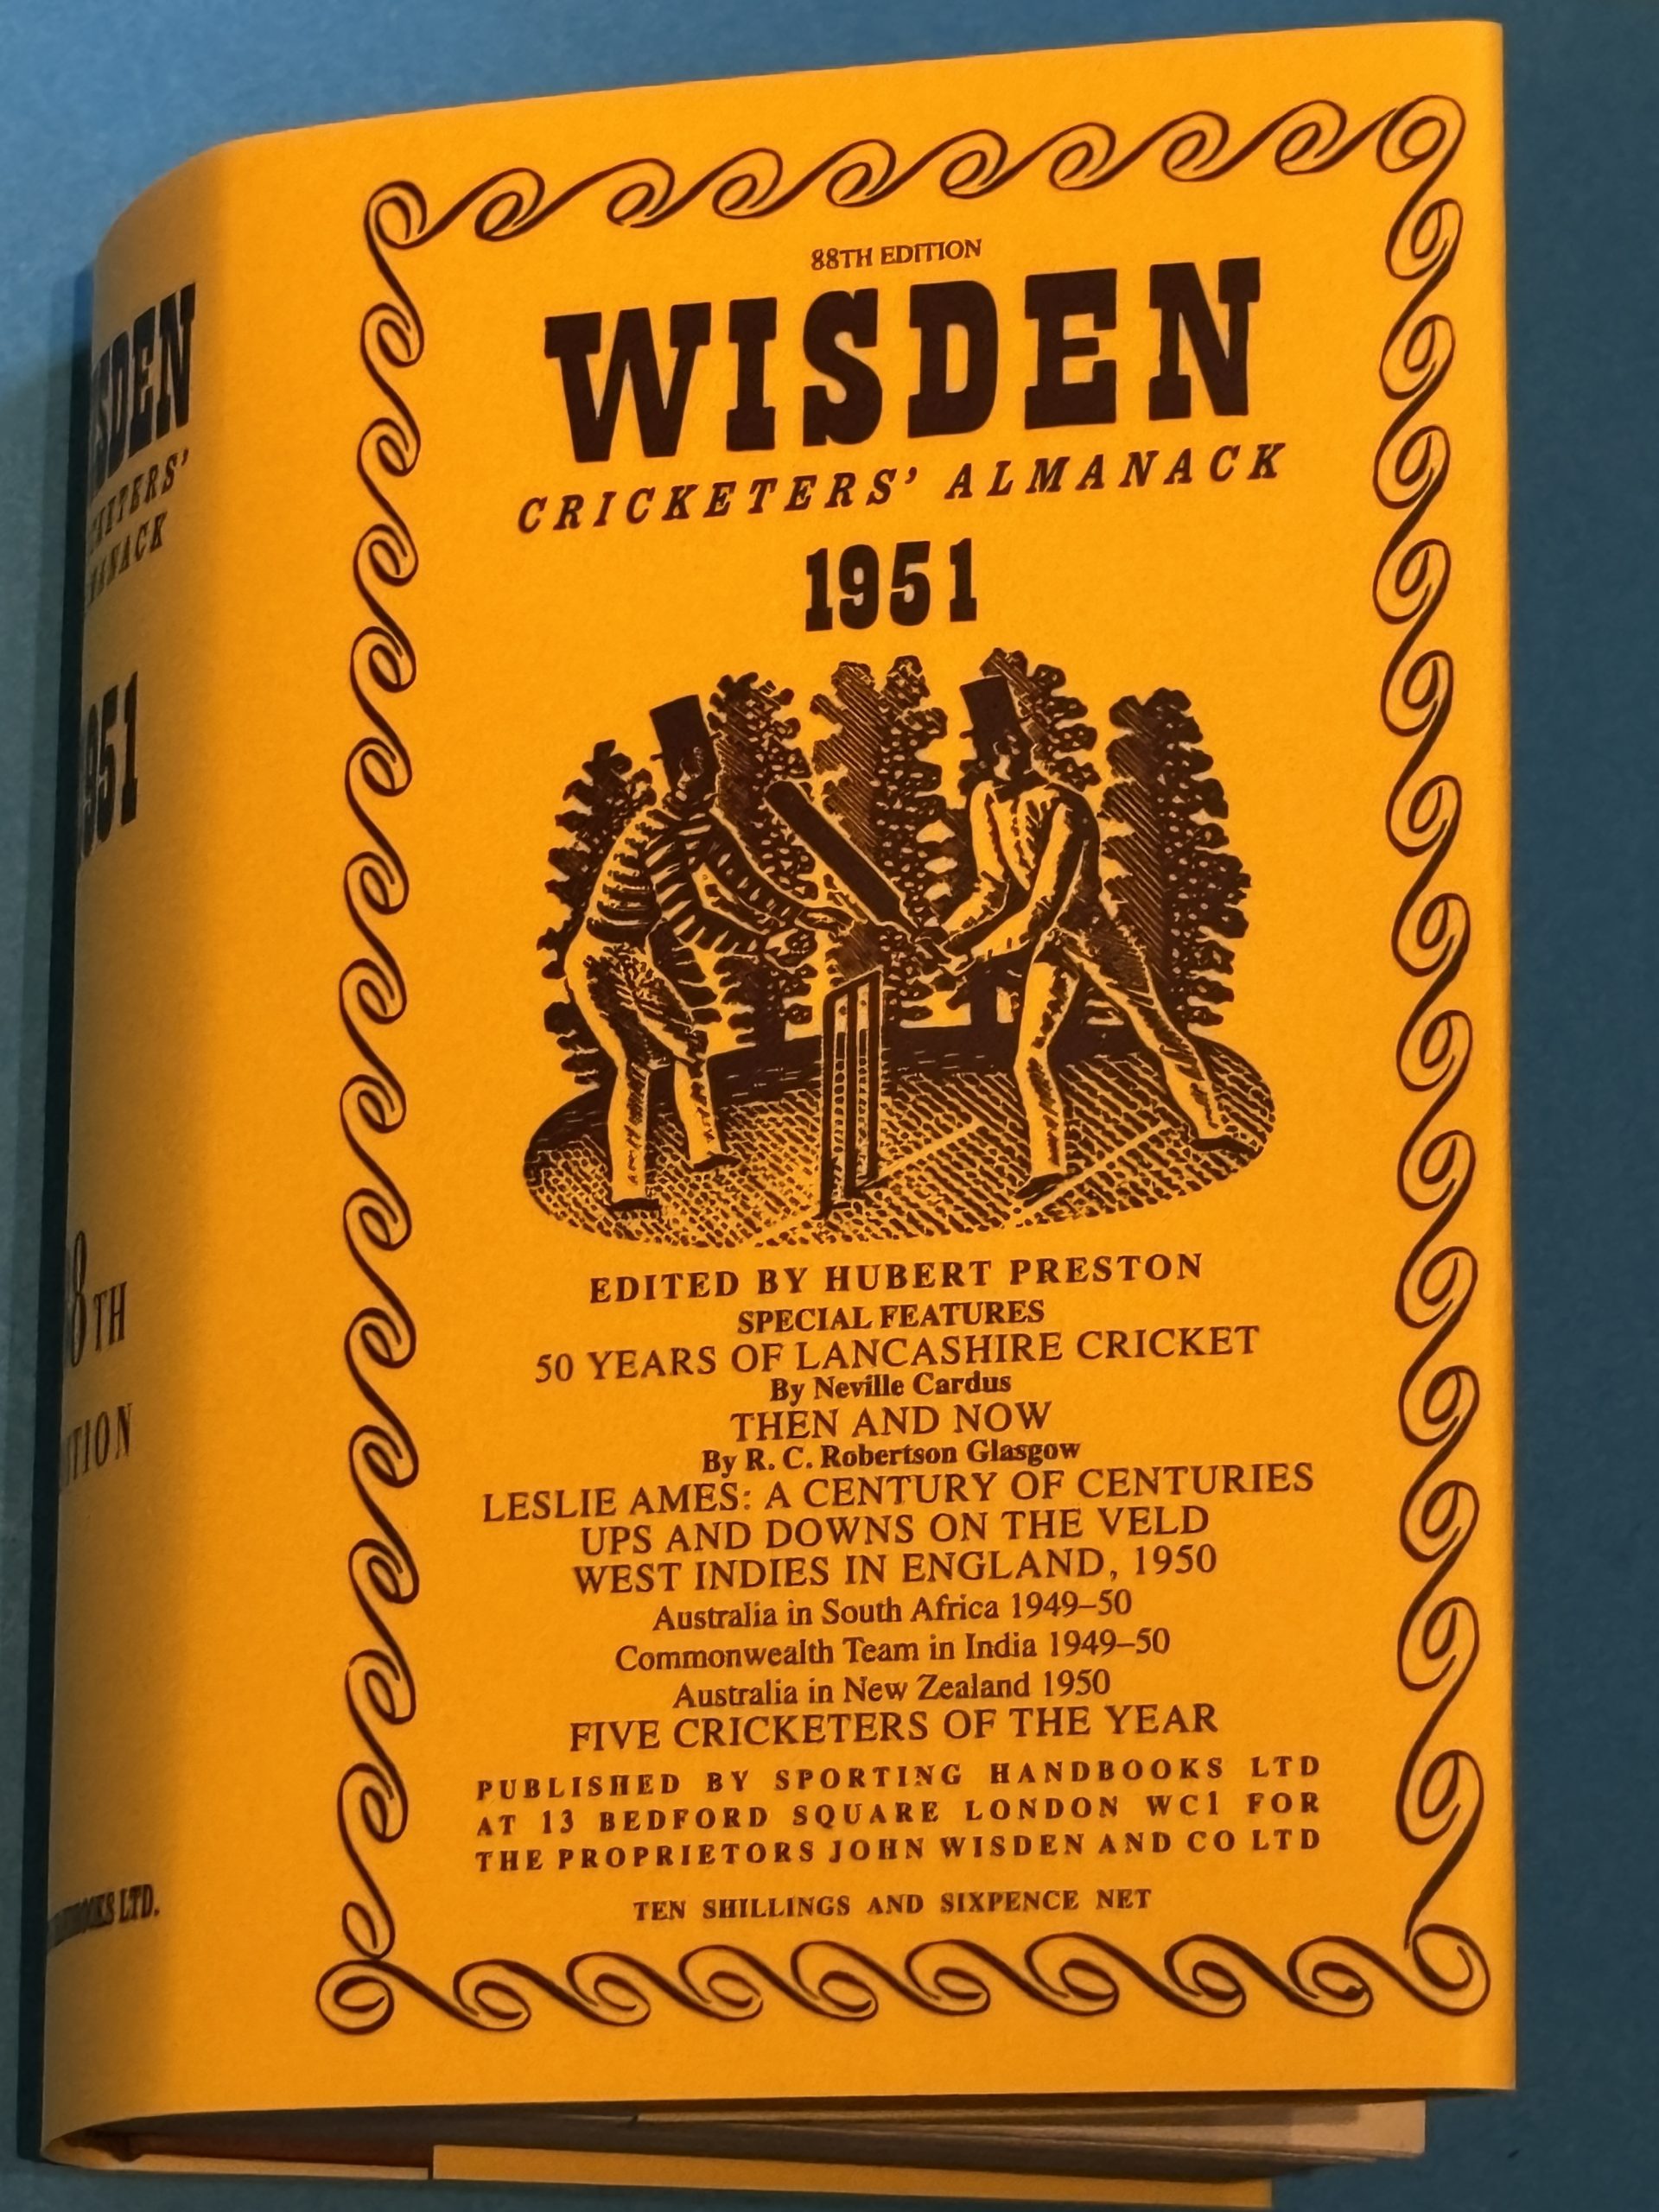 88TH EDITION
WISDEN
CRICKETERS' ALMANACK
1951
EDITED BY HUBERT PRESTON
SPECIAL FEATURES
50 YEARS OF LANCASHIRE CRICKET
By Neville Cardus
THEN AND NOW
By R. C. Robertson Glasgow
LESLIE AMES: A CENTURY OF CENTURIES
UPS AND DOWNS ON THE VELD
WEST INDIES IN ENGLAND, 1950
Australia in South Africa 1949–50
Commonwealth Team in India 1949–50
Australia in New Zealand 1950
FIVE CRICKETERS OF THE YEAR
PUBLISHED BY SPORTING HANDBOOKS LTD
AT 13 BEDFORD SQUARE LONDON WC1 FOR
THE PROPRIETORS JOHN WISDEN AND CO LTD
TEN SHILLINGS AND SIXPENCE NET
LTD.